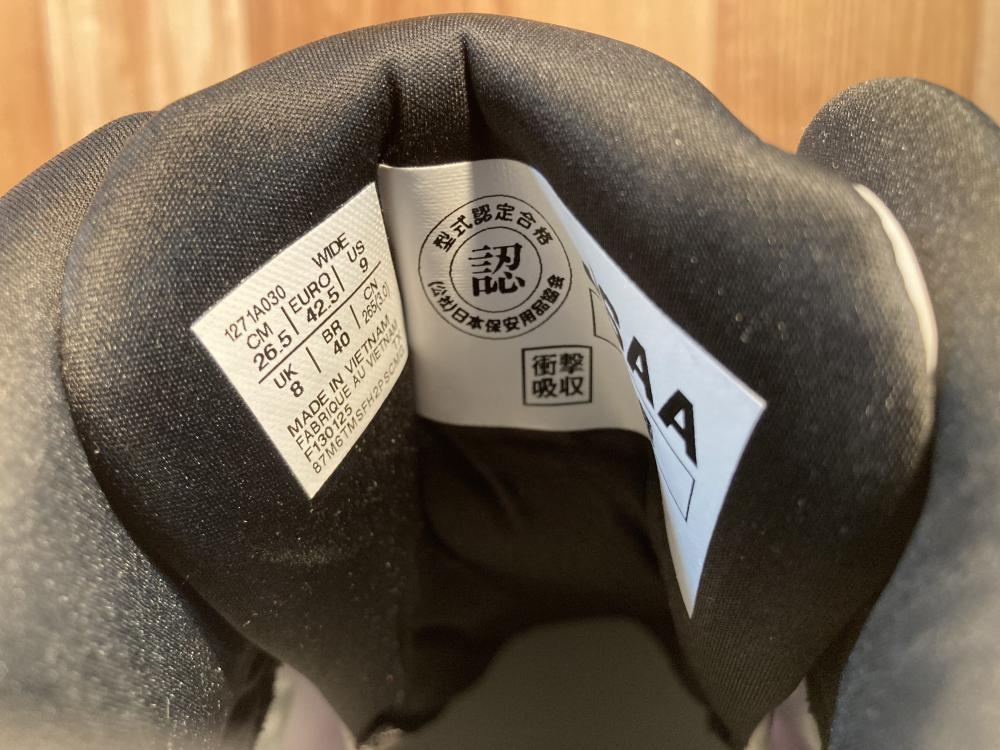 1271A030 WIDE
CM EURO US
26.5 42.5 9
UK BR CN
8 40 265(3.0)
MADE IN VIETNAM
FABRIQUE AU VIETNAM
F130125
型式認定合格
認
(公社)日本保安用品協会
衝撃
吸収
AA